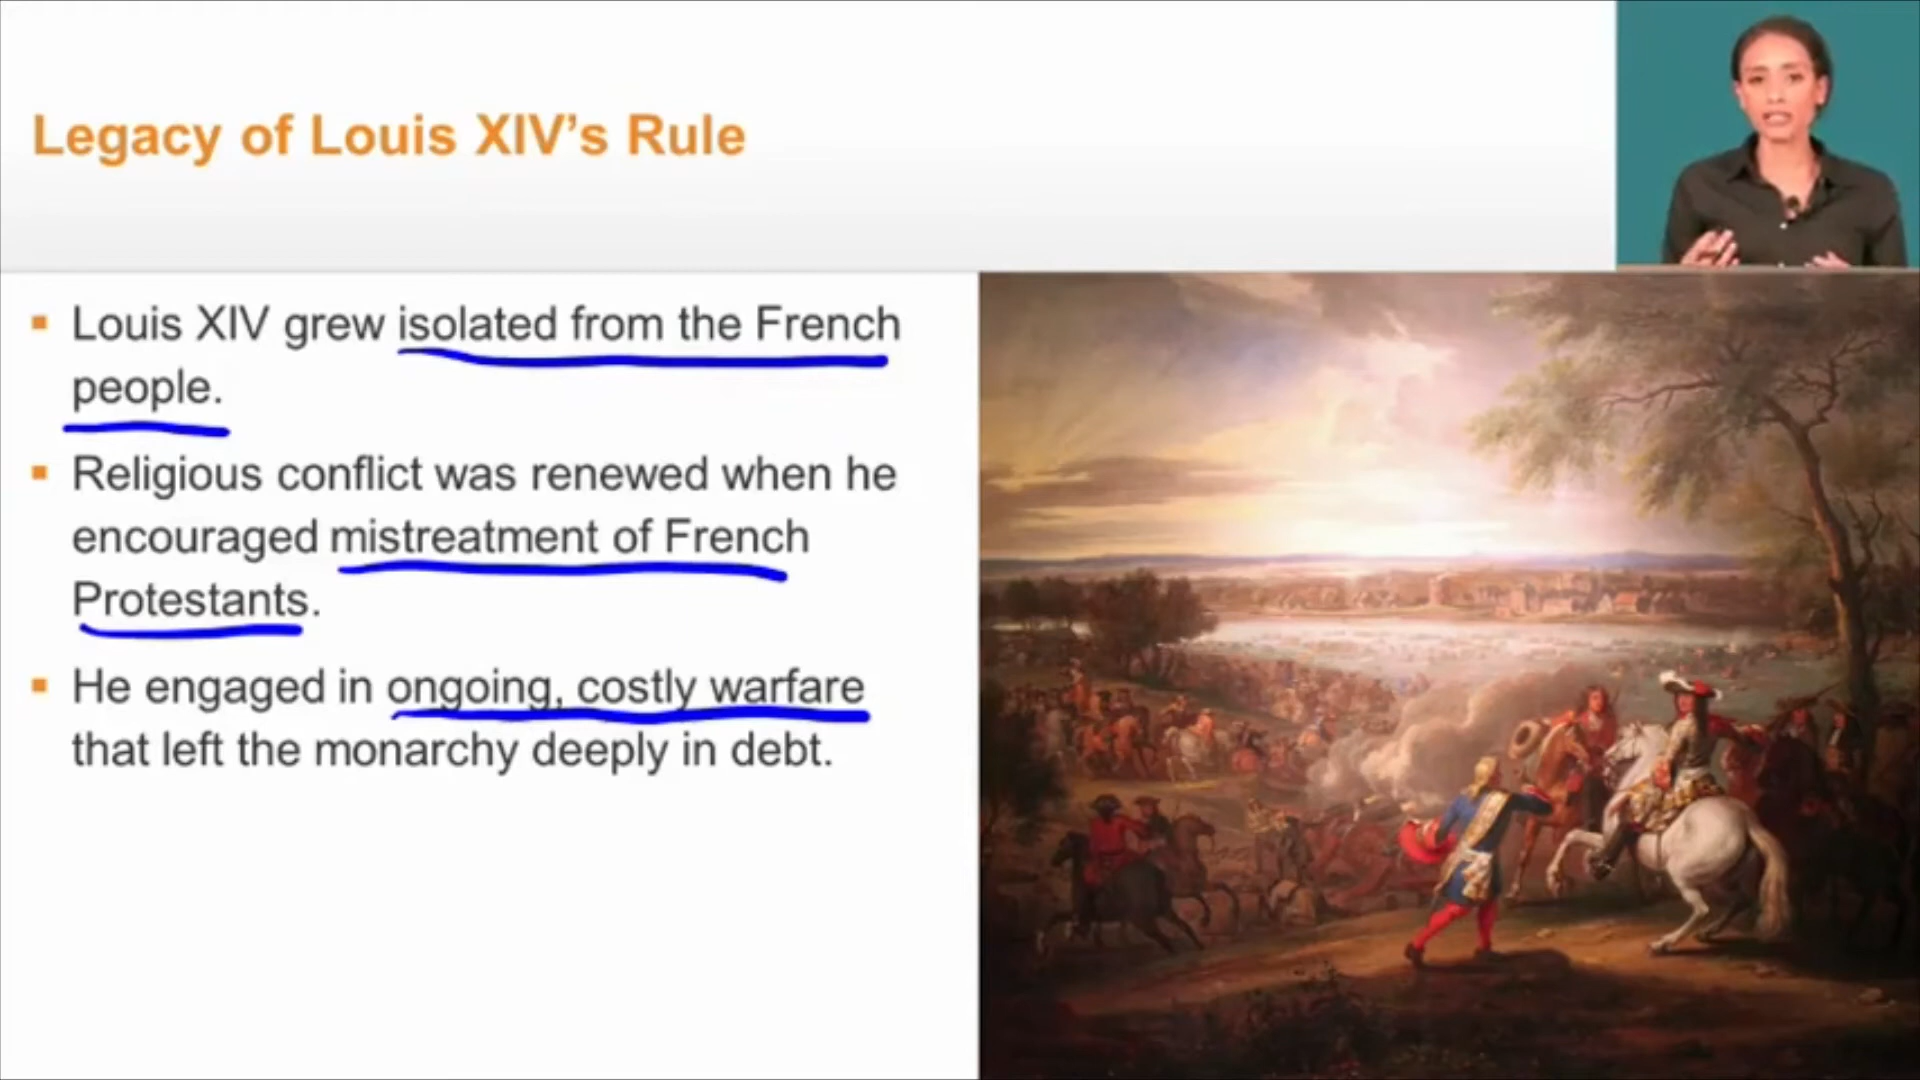 Legacy of Louis XIV’s Rule
▪ Louis XIV grew isolated from the French
people.
▪ Religious conflict was renewed when he
encouraged mistreatment of French
Protestants.
▪ He engaged in ongoing, costly warfare
that left the monarchy deeply in debt.